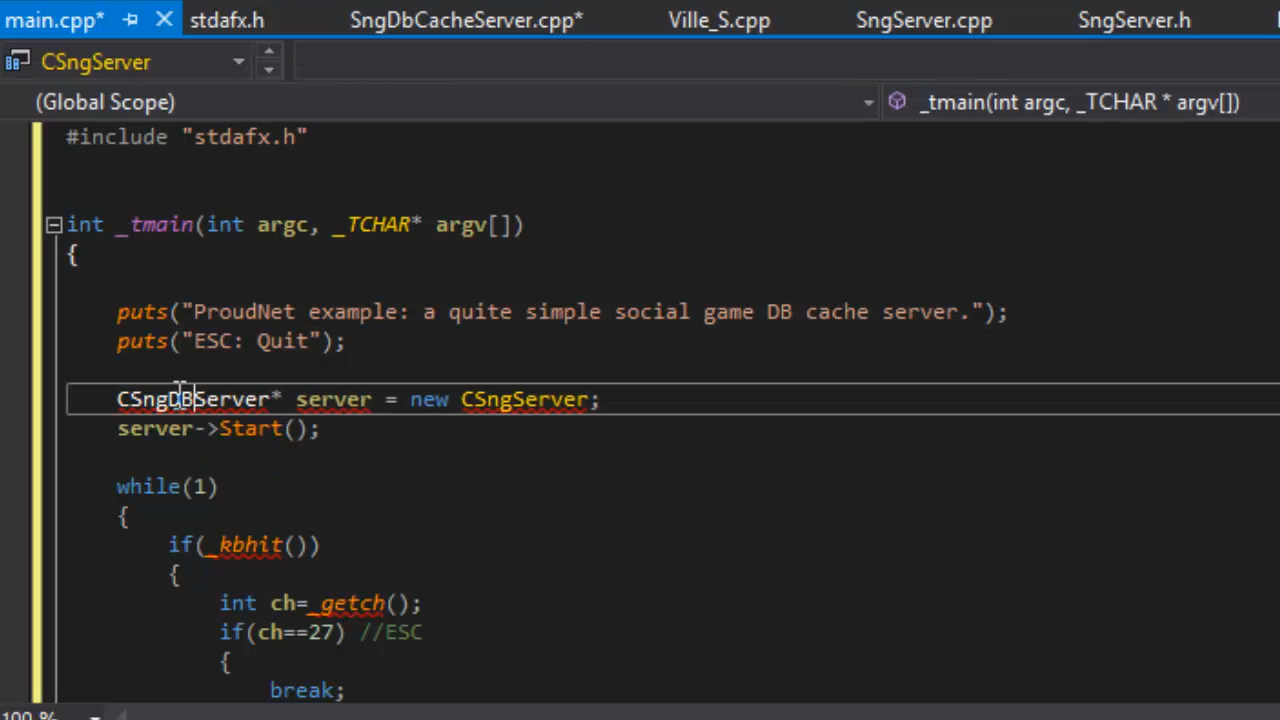 main.cpp* stdafx.h SngDbCacheServer.cpp* Ville_S.cpp SngServer.cpp SngServer.h
CSngServer
(Global Scope) _tmain(int argc, _TCHAR * argv[])
#include "stdafx.h"
int _tmain(int argc, _TCHAR* argv[])
{
puts("ProudNet example: a quite simple social game DB cache server.");
puts("ESC: Quit");
CSngDBServer* server = new CSngServer;
server->Start();
while(1)
{
if(_kbhit())
{
int ch=_getch();
if(ch==27) //ESC
{
break;
100 %